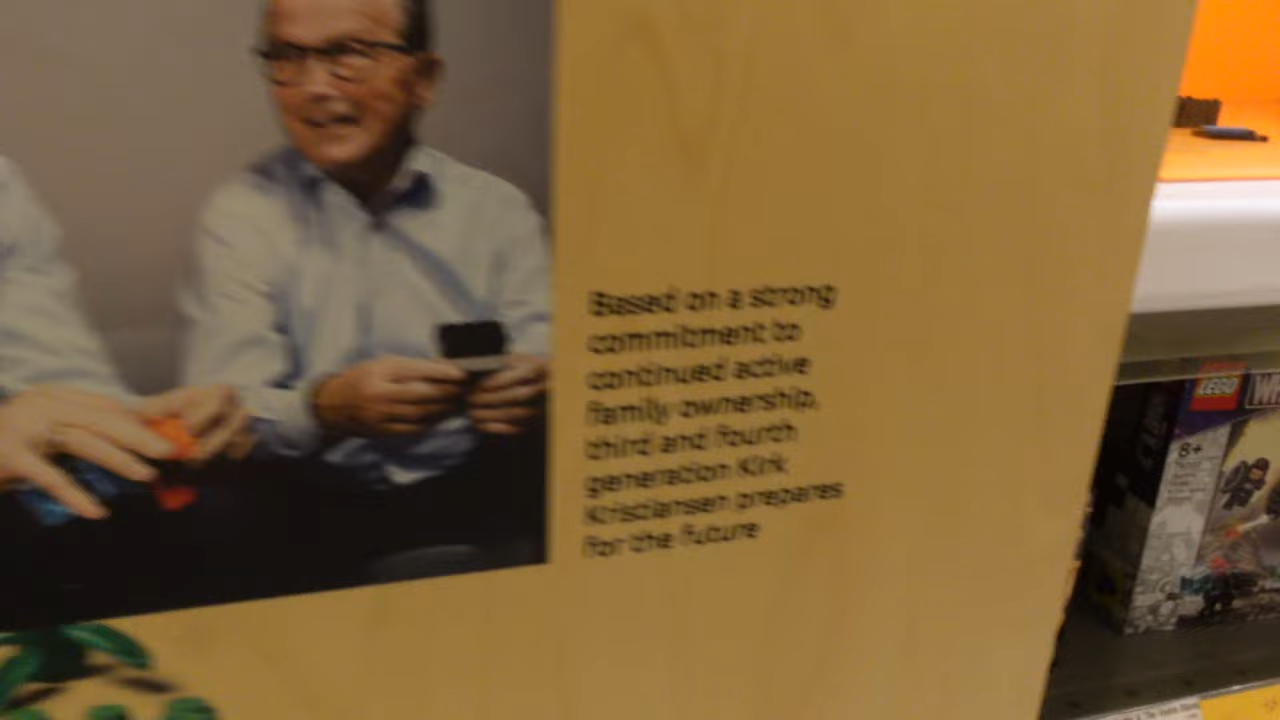 Based on a strong
commitment to
continued active
family ownership,
third and fourth
generation Kirk
Kristiansen prepares
for the future
LEGO
8+